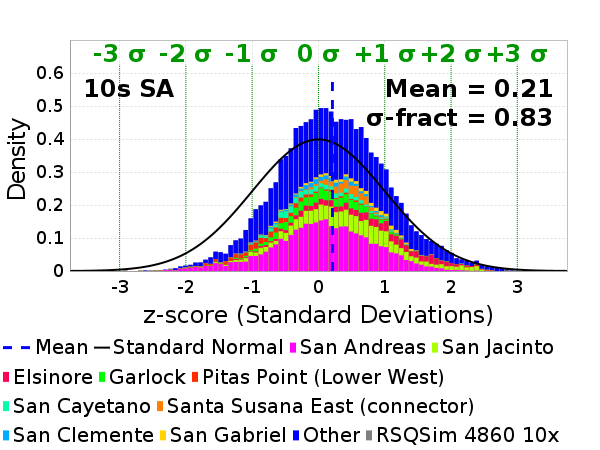 -3 σ -2 σ -1 σ 0 σ +1 σ +2 σ +3 σ
10s SA
Mean = 0.21
σ-fract = 0.83
Density
0.6
0.5
0.4
0.3
0.2
0.1
0
-3 -2 -1 0 1 2 3
z-score (Standard Deviations)
Mean Standard Normal San Andreas San Jacinto
Elsinore Garlock Pitas Point (Lower West)
San Cayetano Santa Susana East (connector)
San Clemente San Gabriel Other RSQSim 4860 10x